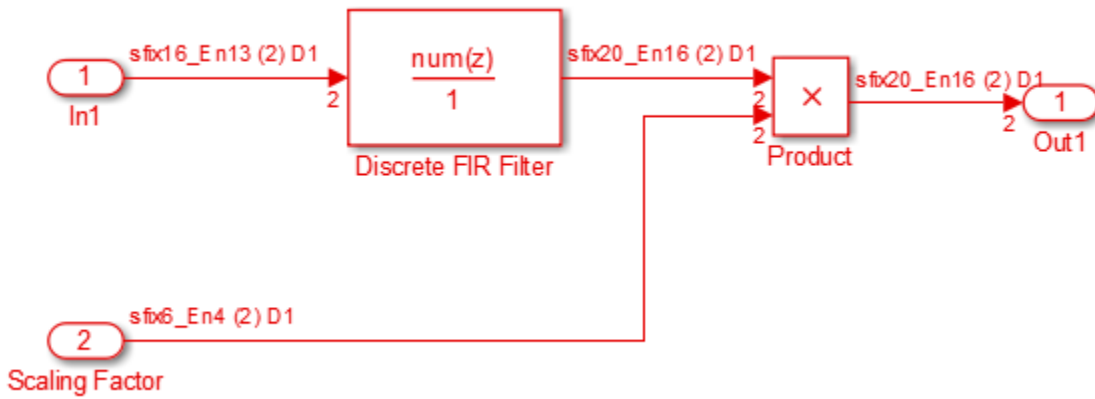 sfix16_En13 (2) D1
1
2
In1
num(z)
1
Discrete FIR Filter
sfix20_En16 (2) D1
2
2
×
Product
sfix20_En16 (2) D1
2
1
Out1
sfix6_En4 (2) D1
2
Scaling Factor